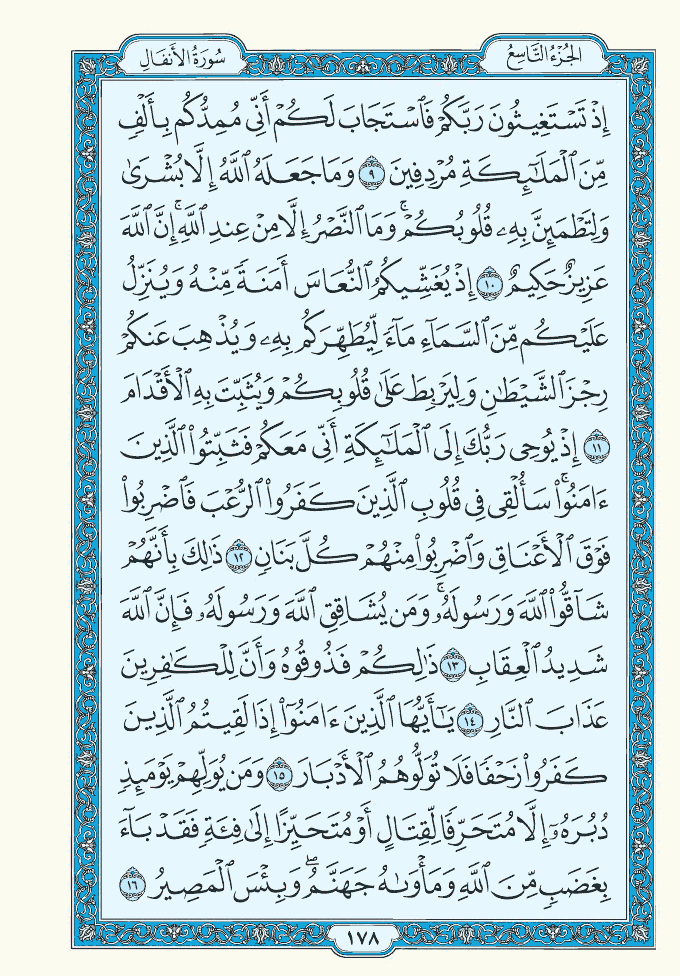 الجُزْءُ التَّاسِعُ
سُورَةُ الأَنفَالِ
إِذْ تَسْتَغِيثُونَ رَبَّكُمْ فَٱسْتَجَابَ لَكُمْ أَنِّى مُمِدُّكُم بِأَلْفٍ
مِّنَ ٱلْمَلَـٰٓئِكَةِ مُرْدِفِينَ ٩ وَمَا جَعَلَهُ ٱللَّهُ إِلَّا بُشْرَىٰ
وَلِتَطْمَئِنَّ بِهِۦ قُلُوبُكُمْ ۚ وَمَا ٱلنَّصْرُ إِلَّا مِنْ عِندِ ٱللَّهِ ۚ إِنَّ ٱللَّهَ
عَزِيزٌ حَكِيمٌ ١٠ إِذْ يُغَشِّيكُمُ ٱلنُّعَاسَ أَمَنَةً مِّنْهُ وَيُنَزِّلُ
عَلَيْكُم مِّنَ ٱلسَّمَآءِ مَآءً لِّيُطَهِّرَكُم بِهِۦ وَيُذْهِبَ عَنكُمْ
رِجْزَ ٱلشَّيْطَـٰنِ وَلِيَرْبِطَ عَلَىٰ قُلُوبِكُمْ وَيُثَبِّتَ بِهِ ٱلْأَقْدَامَ
١١ إِذْ يُوحِى رَبُّكَ إِلَى ٱلْمَلَـٰٓئِكَةِ أَنِّى مَعَكُمْ فَثَبِّتُوا۟ ٱلَّذِينَ
ءَامَنُوا۟ ۚ سَأُلْقِى فِى قُلُوبِ ٱلَّذِينَ كَفَرُوا۟ ٱلرُّعْبَ فَٱضْرِبُوا۟
فَوْقَ ٱلْأَعْنَاقِ وَٱضْرِبُوا۟ مِنْهُمْ كُلَّ بَنَانٍ ١٢ ذَٰلِكَ بِأَنَّهُمْ
شَآقُّوا۟ ٱللَّهَ وَرَسُولَهُۥ ۚ وَمَن يُشَاقِقِ ٱللَّهَ وَرَسُولَهُۥ فَإِنَّ ٱللَّهَ
شَدِيدُ ٱلْعِقَابِ ١٣ ذَٰلِكُمْ فَذُوقُوهُ وَأَنَّ لِلْكَـٰفِرِينَ
عَذَابَ ٱلنَّارِ ١٤ يَـٰٓأَيُّهَا ٱلَّذِينَ ءَامَنُوٓا۟ إِذَا لَقِيتُمُ ٱلَّذِينَ
كَفَرُوا۟ زَحْفًا فَلَا تُوَلُّوهُمُ ٱلْأَدْبَارَ ١٥ وَمَن يُوَلِّهِمْ يَوْمَئِذٍ
دُبُرَهُۥٓ إِلَّا مُتَحَرِّفًا لِّقِتَالٍ أَوْ مُتَحَيِّزًا إِلَىٰ فِئَةٍ فَقَدْ بَآءَ
بِغَضَبٍ مِّنَ ٱللَّهِ وَمَأْوَىٰهُ جَهَنَّمُ ۖ وَبِئْسَ ٱلْمَصِيرُ ١٦
١٧٨